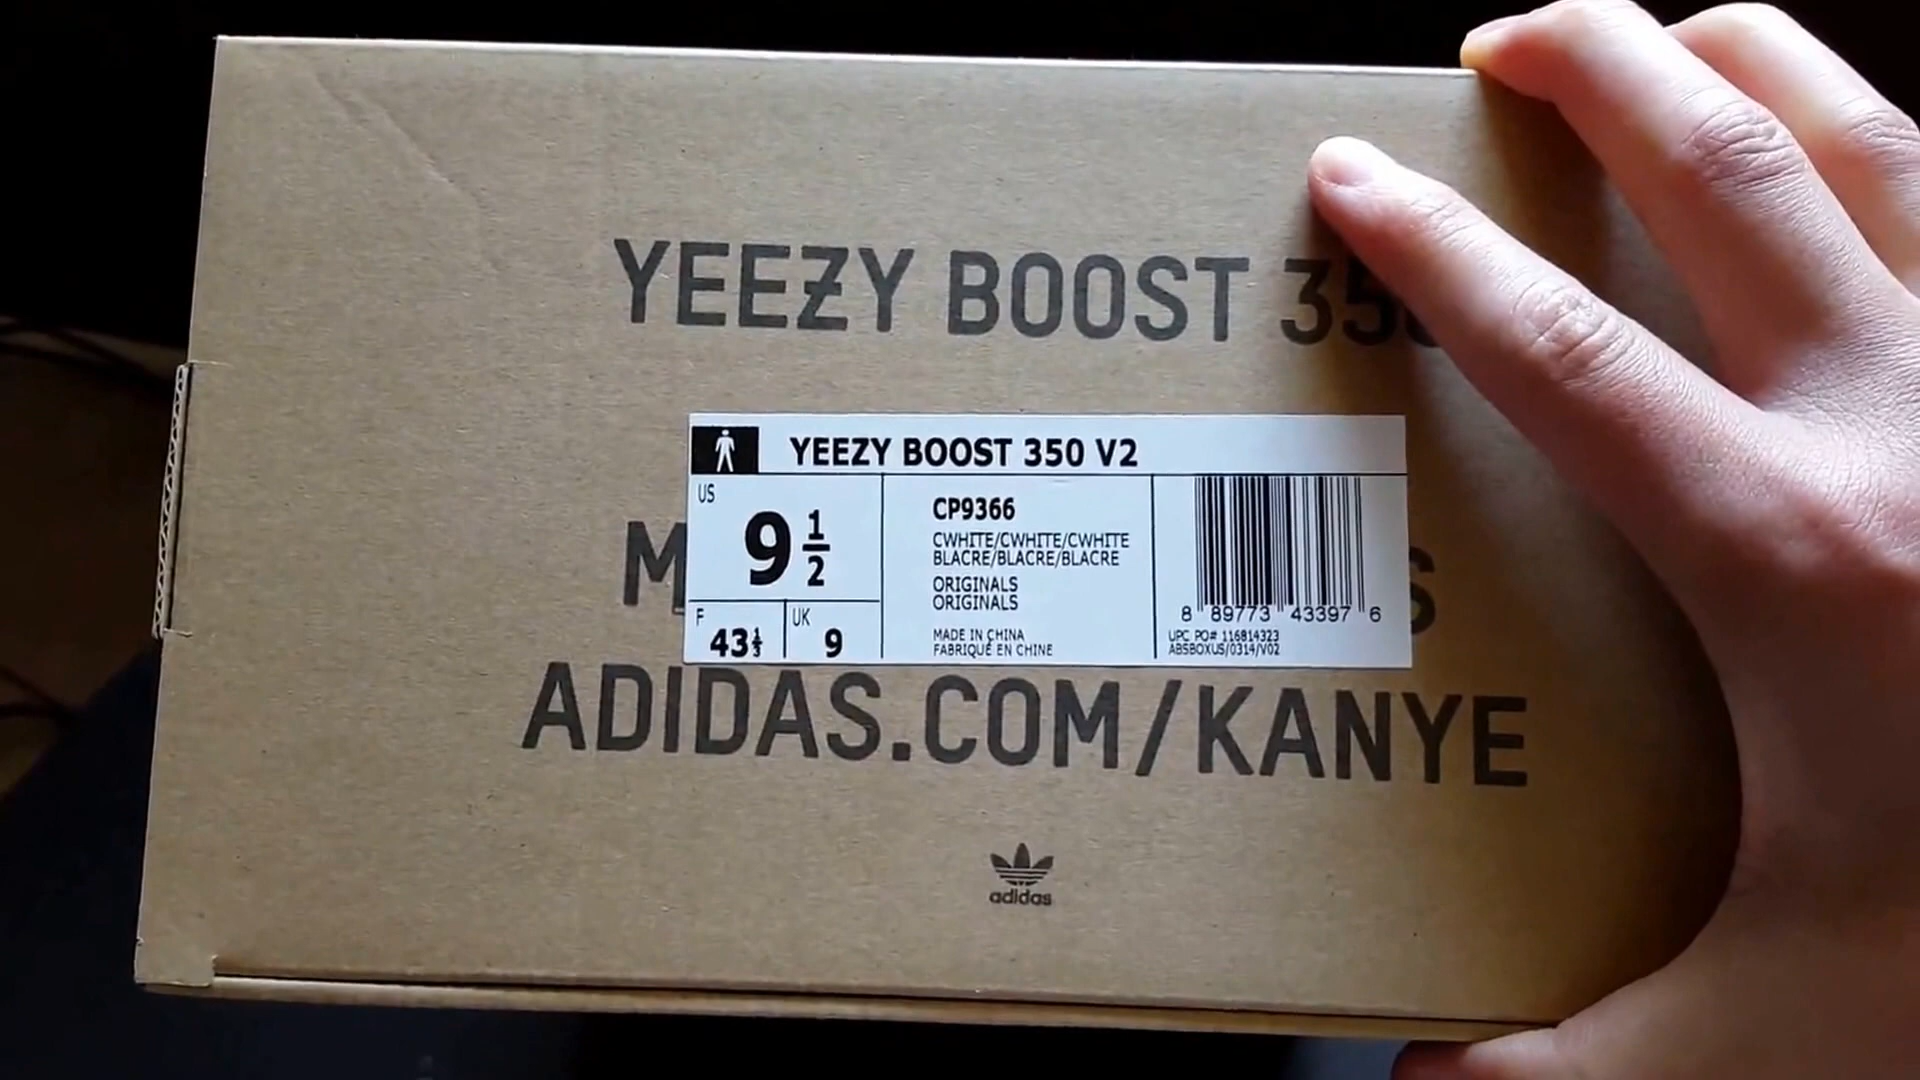 YEEZY BOOST 350
YEEZY BOOST 350 V2
US
9 1/2
F
43 1/3
UK
9
CP9366
CWHITE/CWHITE/CWHITE
BLACRE/BLACRE/BLACRE
ORIGINALS
ORIGINALS
MADE IN CHINA
FABRIQUÉ EN CHINE
8 89773 43397 6
UPC PO# 116814323
ABSBOXUS/0314/V02
ADIDAS.COM/KANYE
adidas